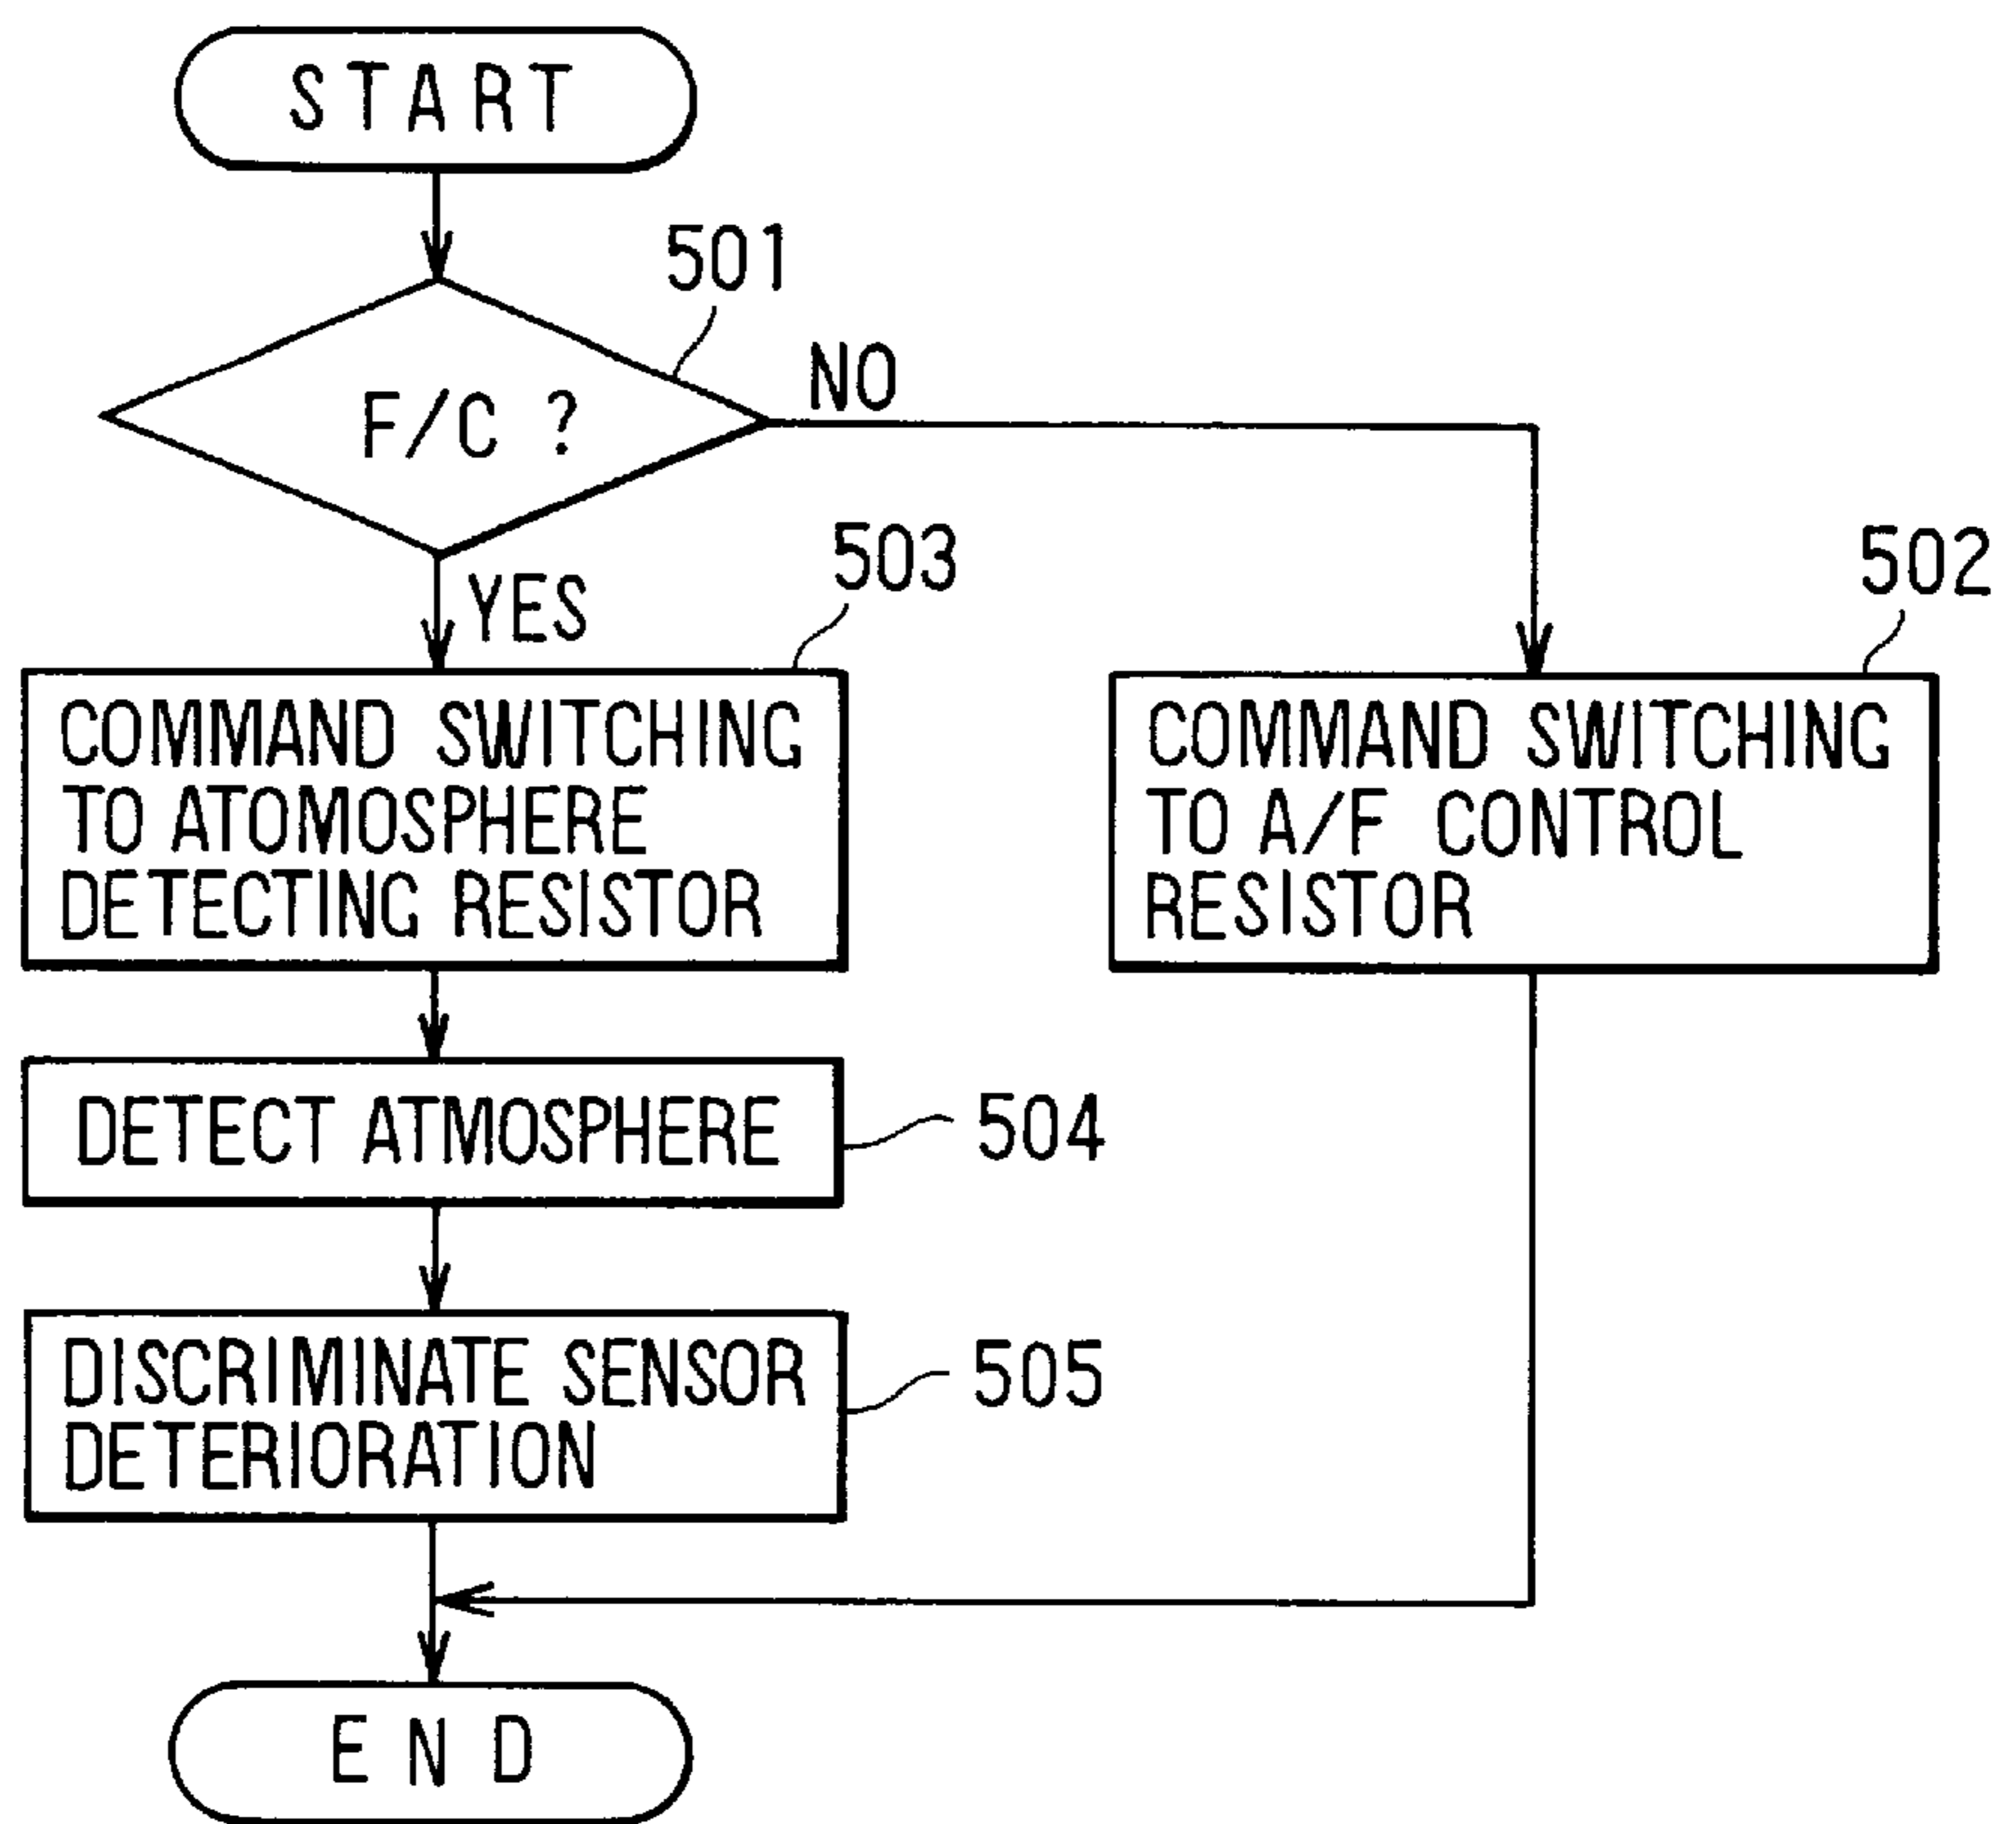 START
501
F/C ?
NO
YES
503
COMMAND SWITCHING
TO ATOMOSPHERE
DETECTING RESISTOR
502
COMMAND SWITCHING
TO A/F CONTROL
RESISTOR
DETECT ATMOSPHERE
504
DISCRIMINATE SENSOR
DETERIORATION
505
END